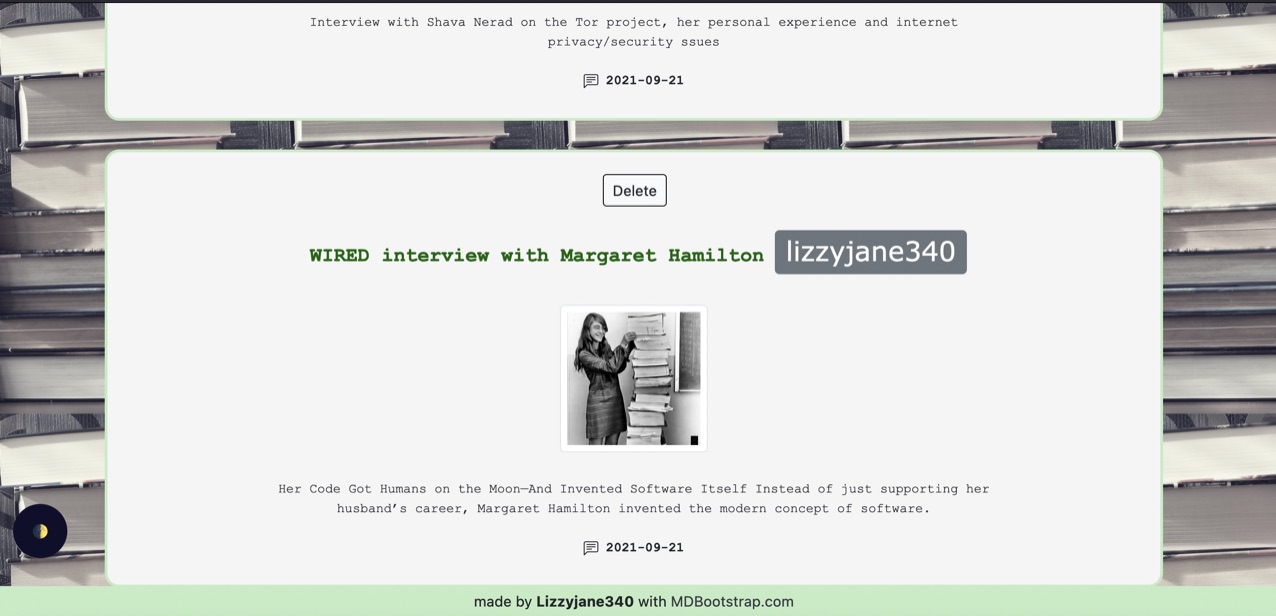 Interview with Shava Nerad on the Tor project, her personal experience and internet
privacy/security ssues
2021-09-21
Delete
WIRED interview with Margaret Hamilton lizzyjane340
Her Code Got Humans on the Moon—And Invented Software Itself Instead of just supporting her
husband’s career, Margaret Hamilton invented the modern concept of software.
2021-09-21
made by Lizzyjane340 with MDBootstrap.com